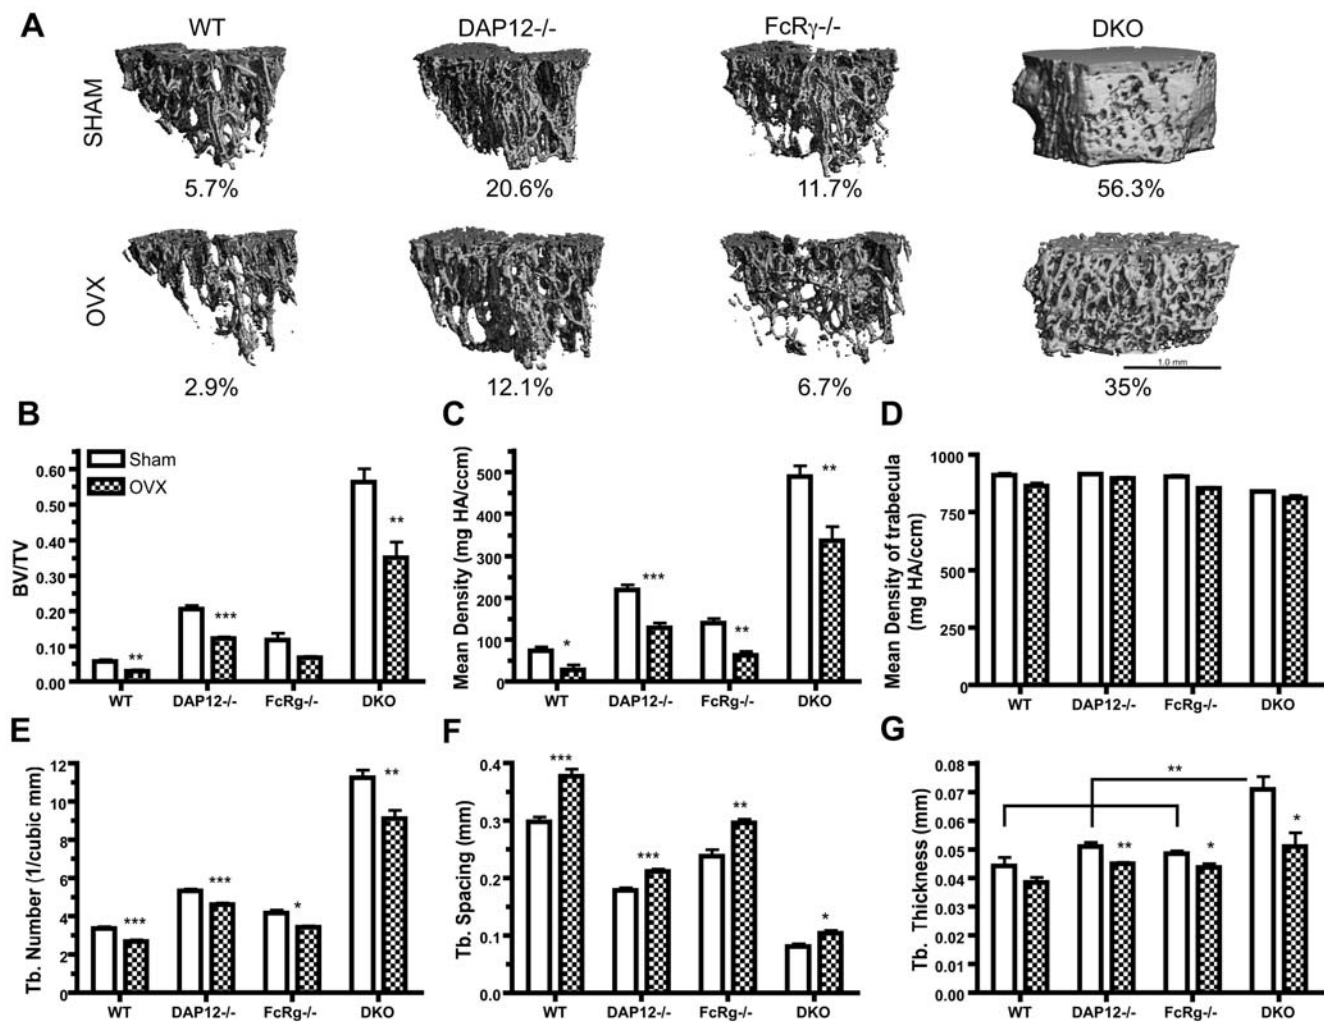 A
WT
DAP12-/-
FcRγ-/-
DKO
SHAM
5.7%
20.6%
11.7%
56.3%
OVX
2.9%
12.1%
6.7%
35%
1.0 mm
B
BV/TV
0.60
0.50
0.40
0.30
0.20
0.10
0.00
Sham
OVX
**
***
**
WT
DAP12-/-
FcRg-/-
DKO
C
Mean Density (mg HA/ccm)
500
400
300
200
100
0
*
***
**
**
WT
DAP12-/-
FcRg-/-
DKO
D
Mean Density of trabecula
(mg HA/ccm)
1000
750
500
250
0
WT
DAP12-/-
FcRg-/-
DKO
E
Tb. Number (1/cubic mm)
12
10
8
6
4
2
0
***
***
*
**
WT
DAP12-/-
FcRg-/-
DKO
F
Tb. Spacing (mm)
0.4
0.3
0.2
0.1
0.0
***
***
**
*
WT
DAP12-/-
FcRg-/-
DKO
G
Tb. Thickness (mm)
0.08
0.07
0.06
0.05
0.04
0.03
0.02
0.01
0.00
**
**
*
*
WT
DAP12-/-
FcRg-/-
DKO